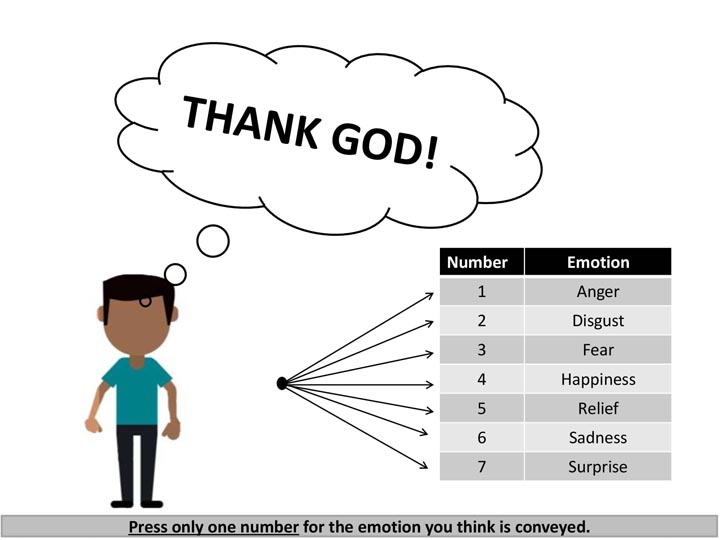 THANK GOD!
Number Emotion
1 Anger
2 Disgust
3 Fear
4 Happiness
5 Relief
6 Sadness
7 Surprise
Press only one number for the emotion you think is conveyed.